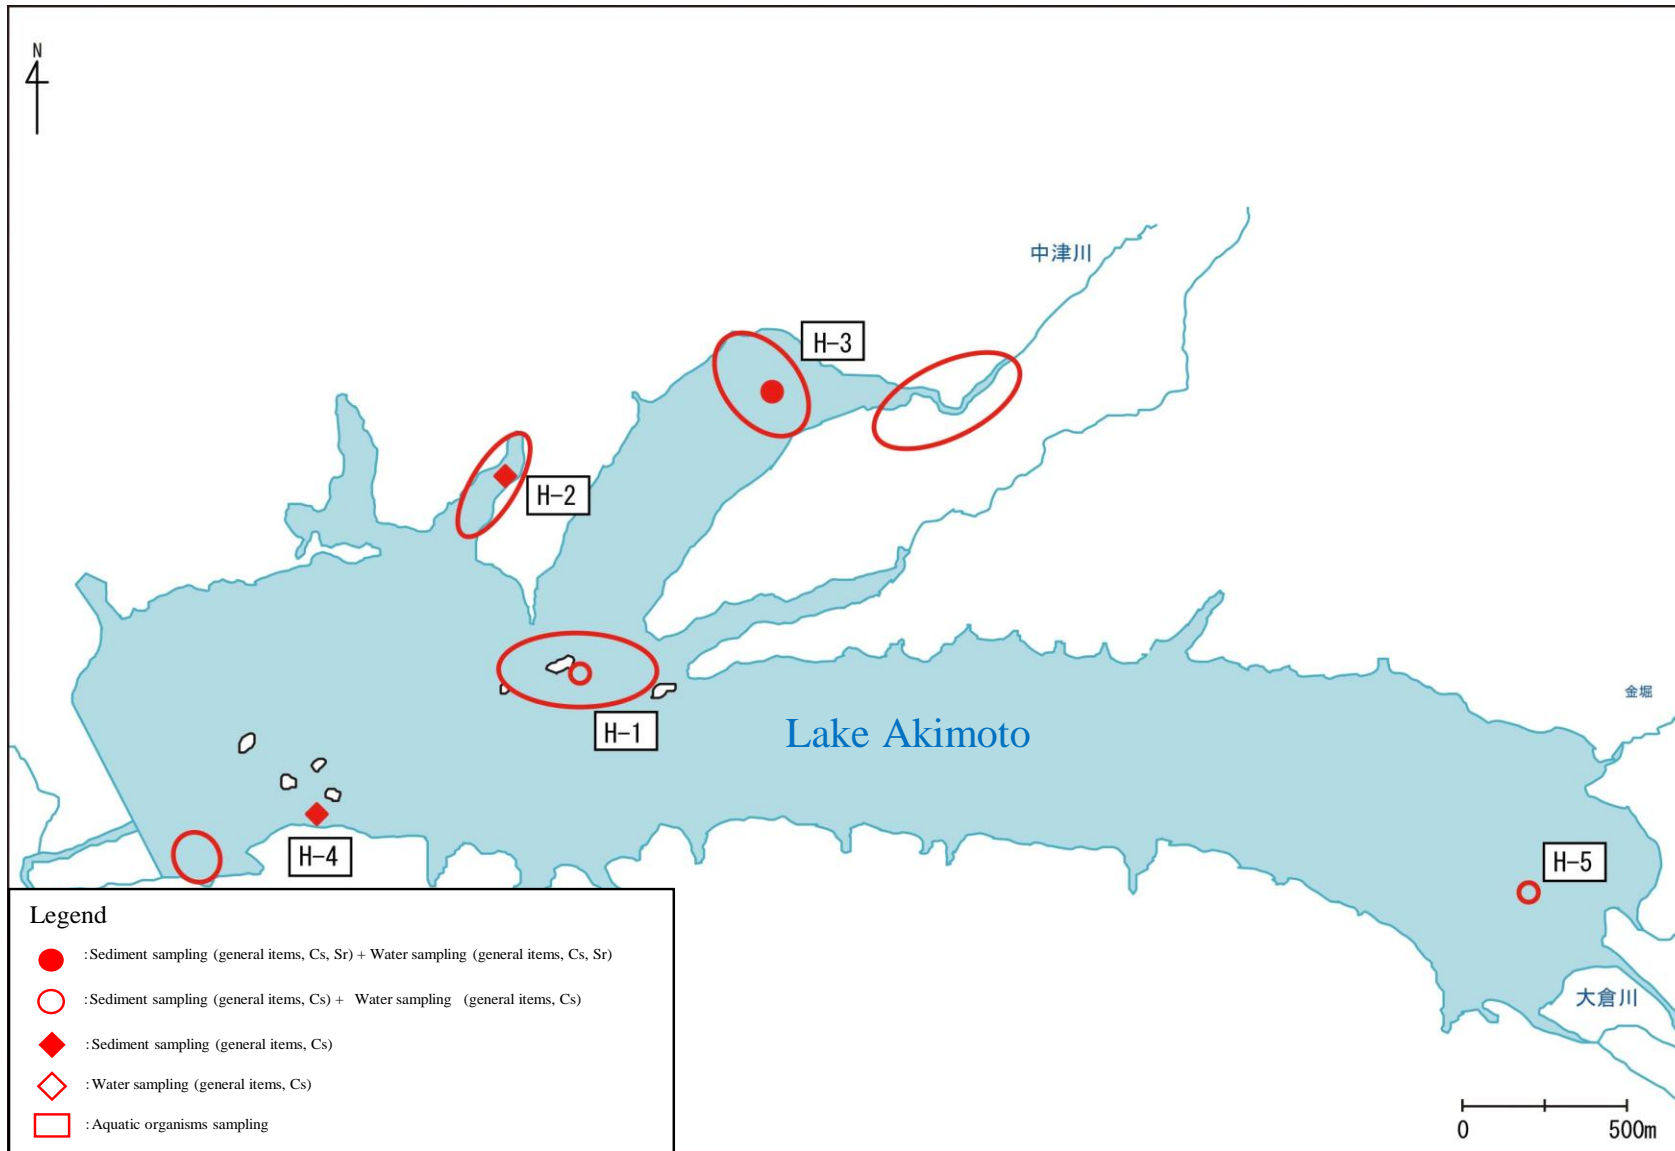 N
中津川
H-3
H-2
金堀
H-1
Lake Akimoto
H-4
H-5
大倉川
Legend
:Sediment sampling (general items, Cs, Sr) + Water sampling (general items, Cs, Sr)
:Sediment sampling (general items, Cs) + Water sampling (general items, Cs)
:Sediment sampling (general items, Cs)
:Water sampling (general items, Cs)
:Aquatic organisms sampling
0 500m